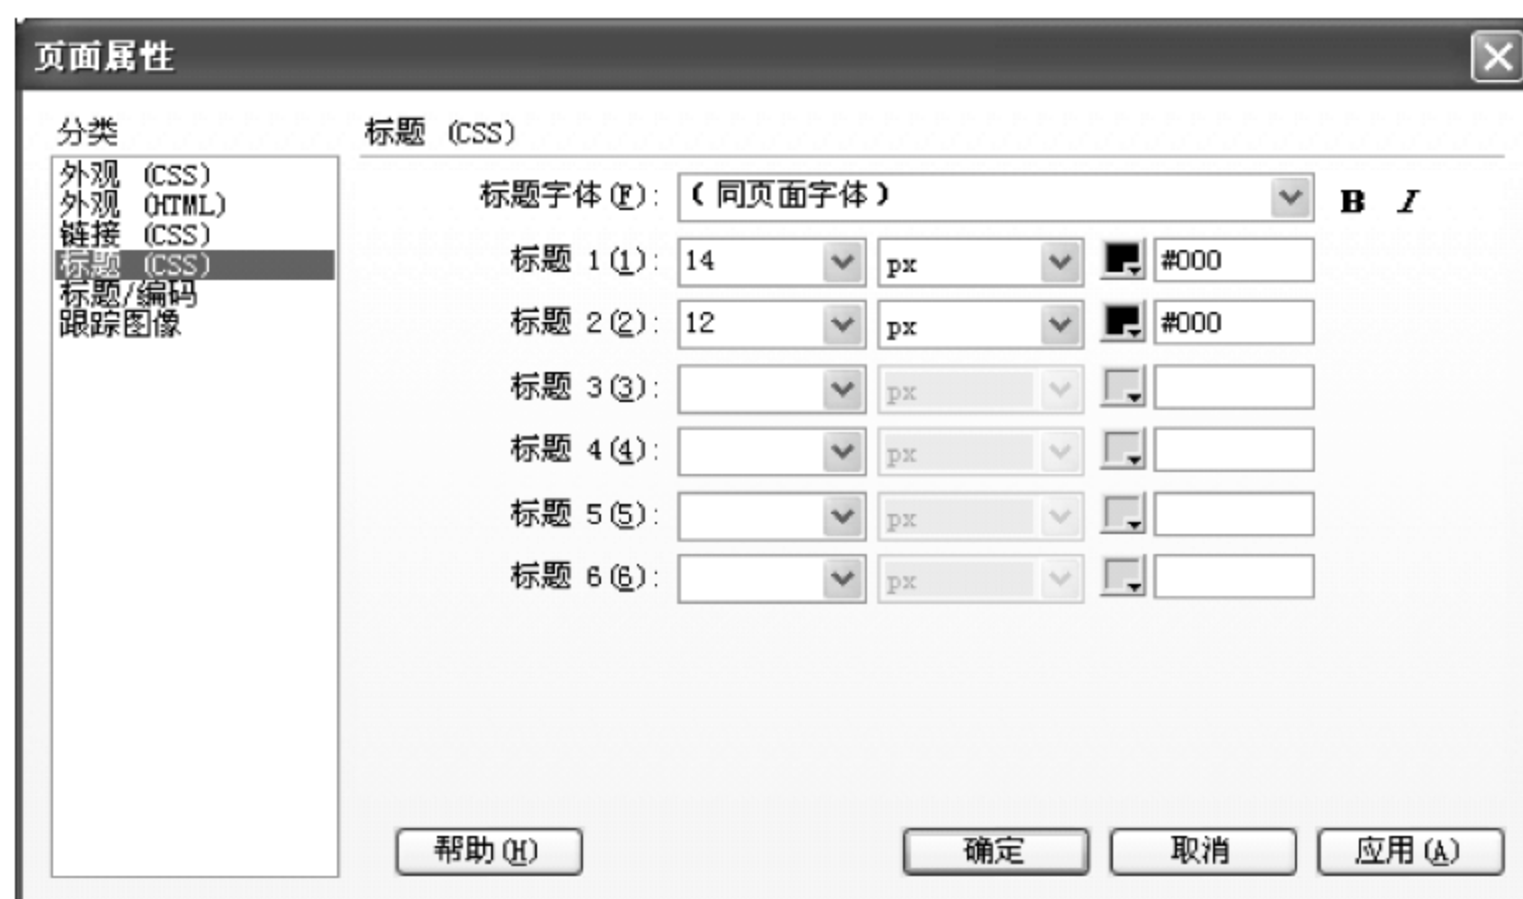 页面属性
分类
外观 (CSS)
外观 (HTML)
链接 (CSS)
标题 (CSS)
标题/编码
跟踪图像
标题 (CSS)
标题字体(F): (同页面字体) B I
标题 1(1): 14 px #000
标题 2(2): 12 px #000
标题 3(3): px
标题 4(4): px
标题 5(5): px
标题 6(6): px
帮助(H) 确定 取消 应用(A)